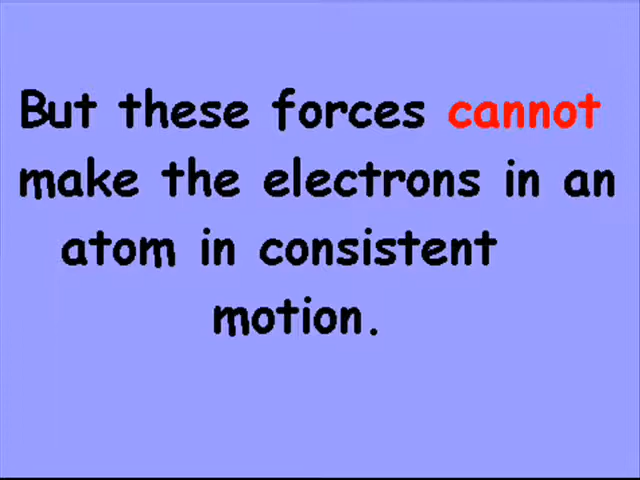 But these forces cannot
make the electrons in an
atom in consistent
motion.